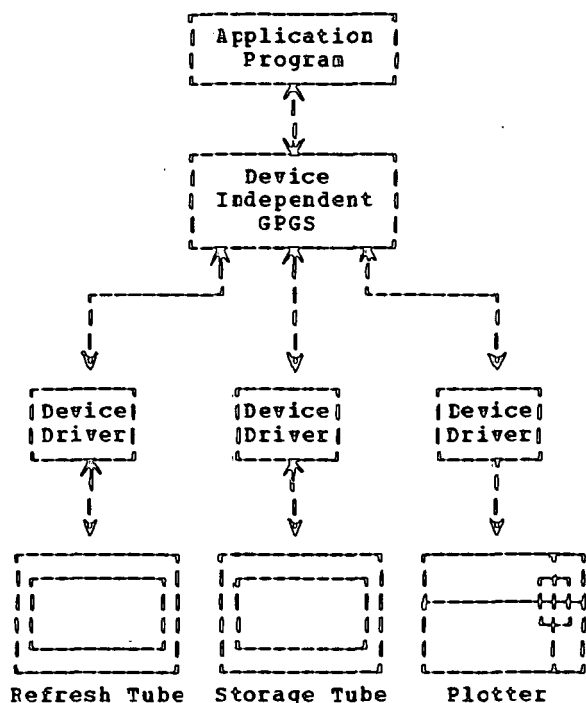 Application
Program
Device
Independent
GPGS
Device
Driver
Device
Driver
Device
Driver
Refresh Tube
Storage Tube
Plotter